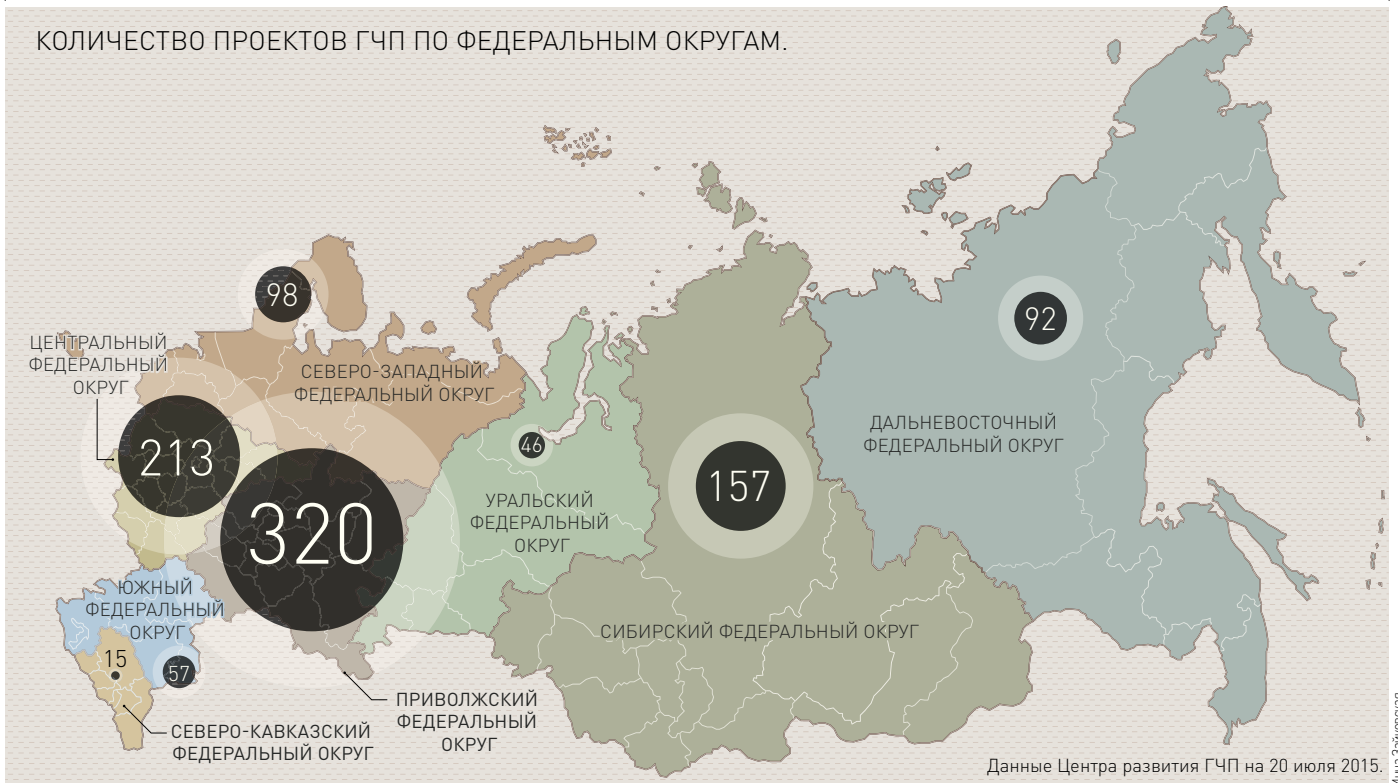 КОЛИЧЕСТВО ПРОЕКТОВ ГЧП ПО ФЕДЕРАЛЬНЫМ ОКРУГАМ.
98
92
ЦЕНТРАЛЬНЫЙ
ФЕДЕРАЛЬНЫЙ
ОКРУГ
СЕВЕРО-ЗАПАДНЫЙ
ФЕДЕРАЛЬНЫЙ ОКРУГ
ДАЛЬНЕВОСТОЧНЫЙ
ФЕДЕРАЛЬНЫЙ ОКРУГ
213
46
157
320
УРАЛЬСКИЙ
ФЕДЕРАЛЬНЫЙ
ОКРУГ
ЮЖНЫЙ
ФЕДЕРАЛЬНЫЙ
ОКРУГ
СИБИРСКИЙ ФЕДЕРАЛЬНЫЙ ОКРУГ
15
57
ПРИВОЛЖСКИЙ
ФЕДЕРАЛЬНЫЙ
ОКРУГ
СЕВЕРО-КАВКАЗСКИЙ
ФЕДЕРАЛЬНЫЙ ОКРУГ
Данные Центра развития ГЧП на 20 июля 2015.